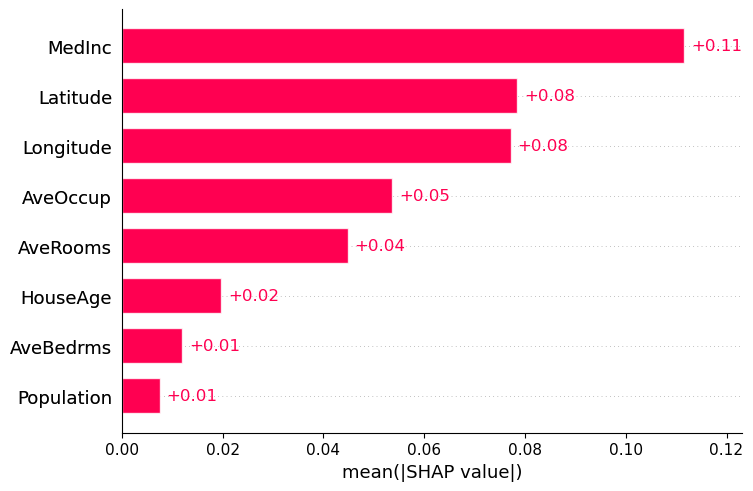 MedInc +0.11
Latitude +0.08
Longitude +0.08
AveOccup +0.05
AveRooms +0.04
HouseAge +0.02
AveBedrms +0.01
Population +0.01
0.00 0.02 0.04 0.06 0.08 0.10 0.12
mean(|SHAP value|)